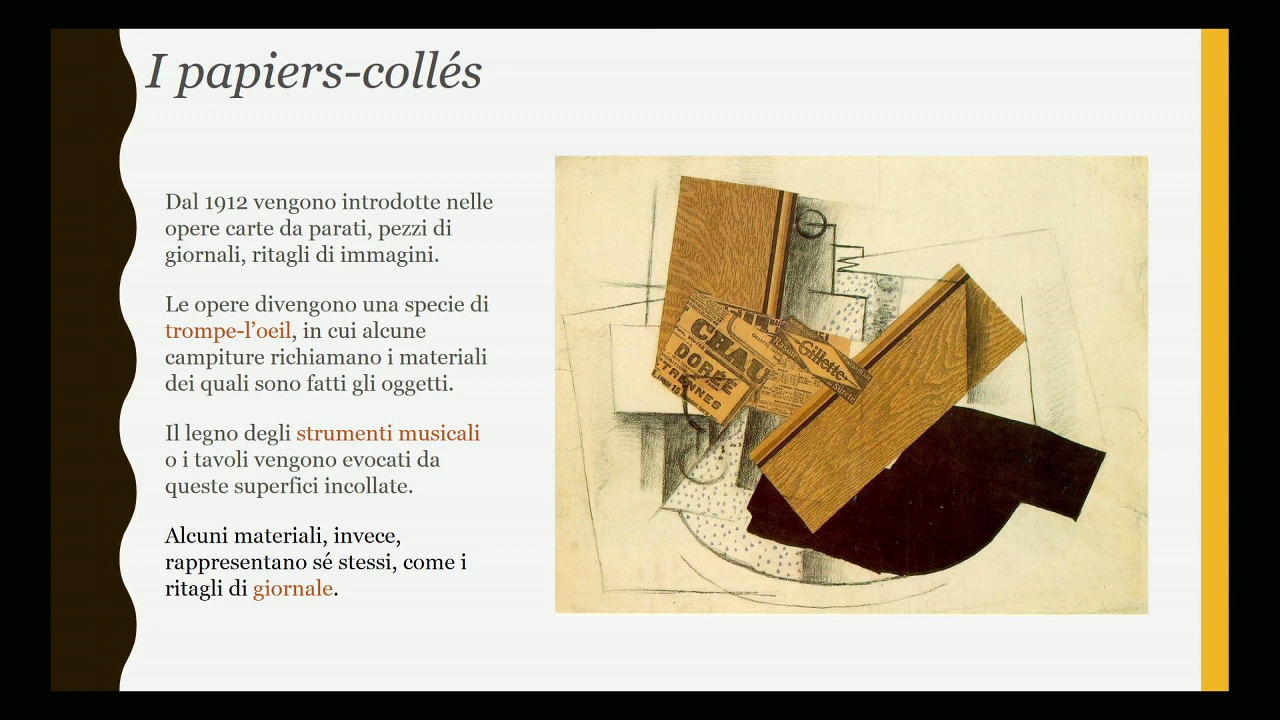 I papiers-collés
Dal 1912 vengono introdotte nelle
opere carte da parati, pezzi di
giornali, ritagli di immagini.
Le opere divengono una specie di
trompe-l’oeil, in cui alcune
campiture richiamano i materiali
dei quali sono fatti gli oggetti.
Il legno degli strumenti musicali
o i tavoli vengono evocati da
queste superfici incollate.
Alcuni materiali, invece,
rappresentano sé stessi, come i
ritagli di giornale.
CHAU
DORÉE
ETRENNES
Rasoir
Gillette
Sureté